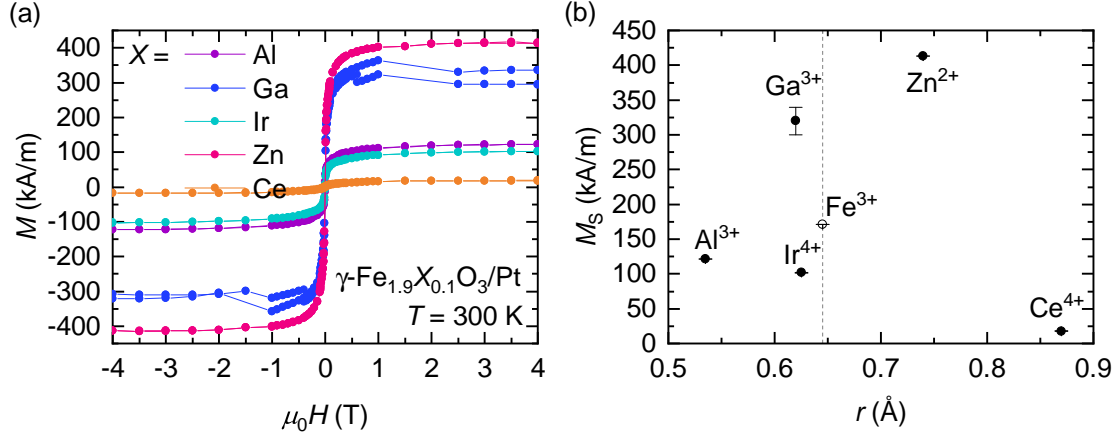 (a)
400
300
200
100
0
-100
-200
-300
-400
M (kA/m)
X =
Al
Ga
Ir
Zn
Ce
γ-Fe1.9X0.1O3/Pt
T = 300 K
-4 -3 -2 -1 0 1 2 3 4
μ0H (T)
(b)
450
400
350
300
250
200
150
100
50
0
MS (kA/m)
Zn2+
Ga3+
Fe3+
Al3+
Ir4+
Ce4+
0.5 0.6 0.7 0.8 0.9
r (Å)